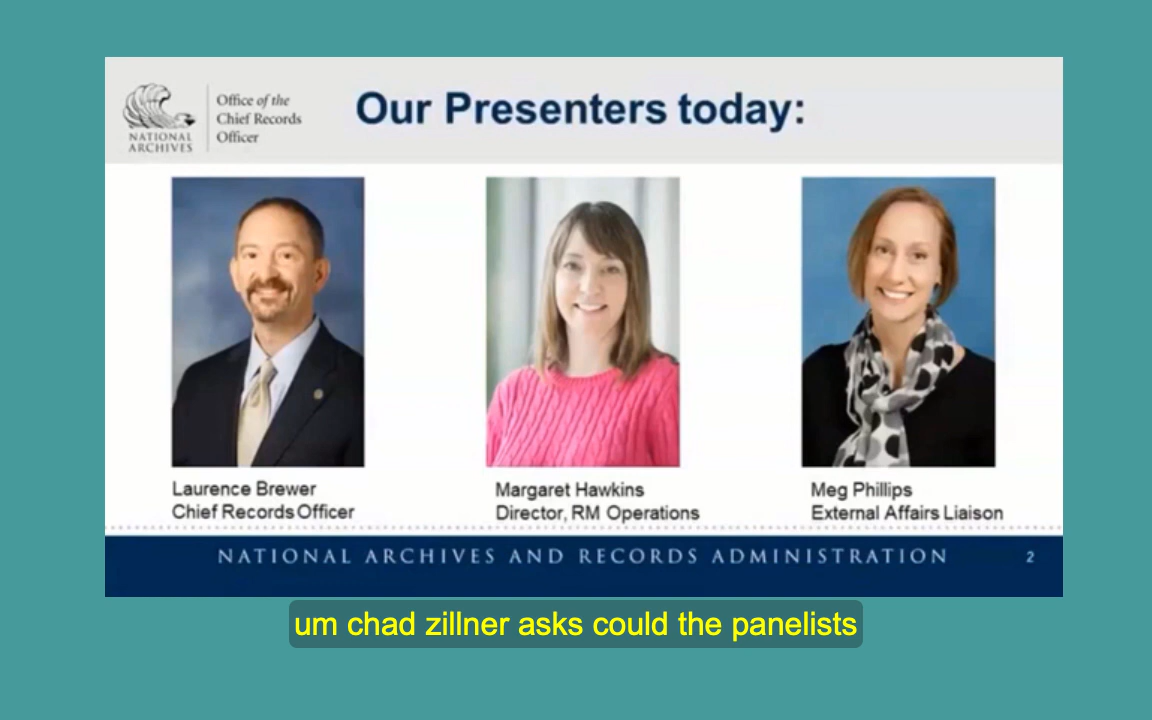 NATIONAL
ARCHIVES
Office of the
Chief Records
Officer
Our Presenters today:
Laurence Brewer
Chief Records Officer
Margaret Hawkins
Director, RM Operations
Meg Phillips
External Affairs Liaison
NATIONAL ARCHIVES AND RECORDS ADMINISTRATION
2
um chad zillner asks could the panelists